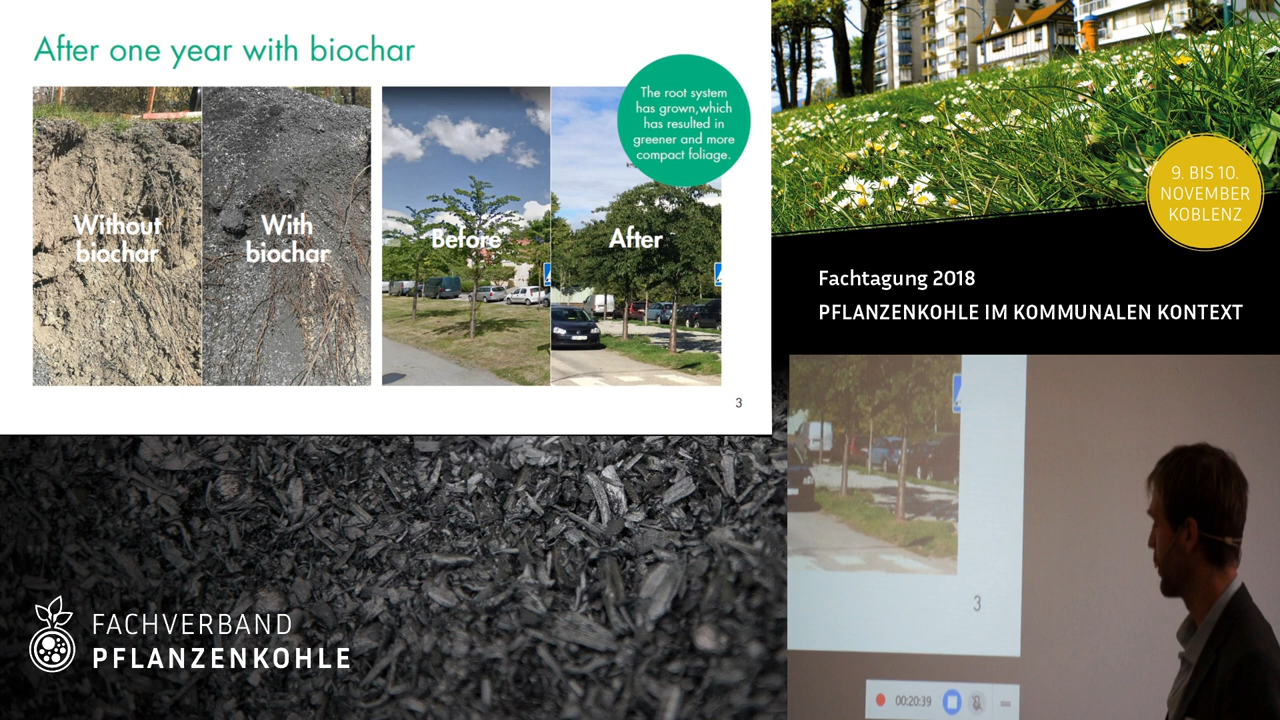 After one year with biochar
Without
biochar
With
biochar
Before
After
The root system
has grown,which
has resulted in
greener and more
compact foliage.
3
9. BIS 10.
NOVEMBER
KOBLENZ
Fachtagung 2018
PFLANZENKOHLE IM KOMMUNALEN KONTEXT
3
00:20:39
FACHVERBAND
PFLANZENKOHLE